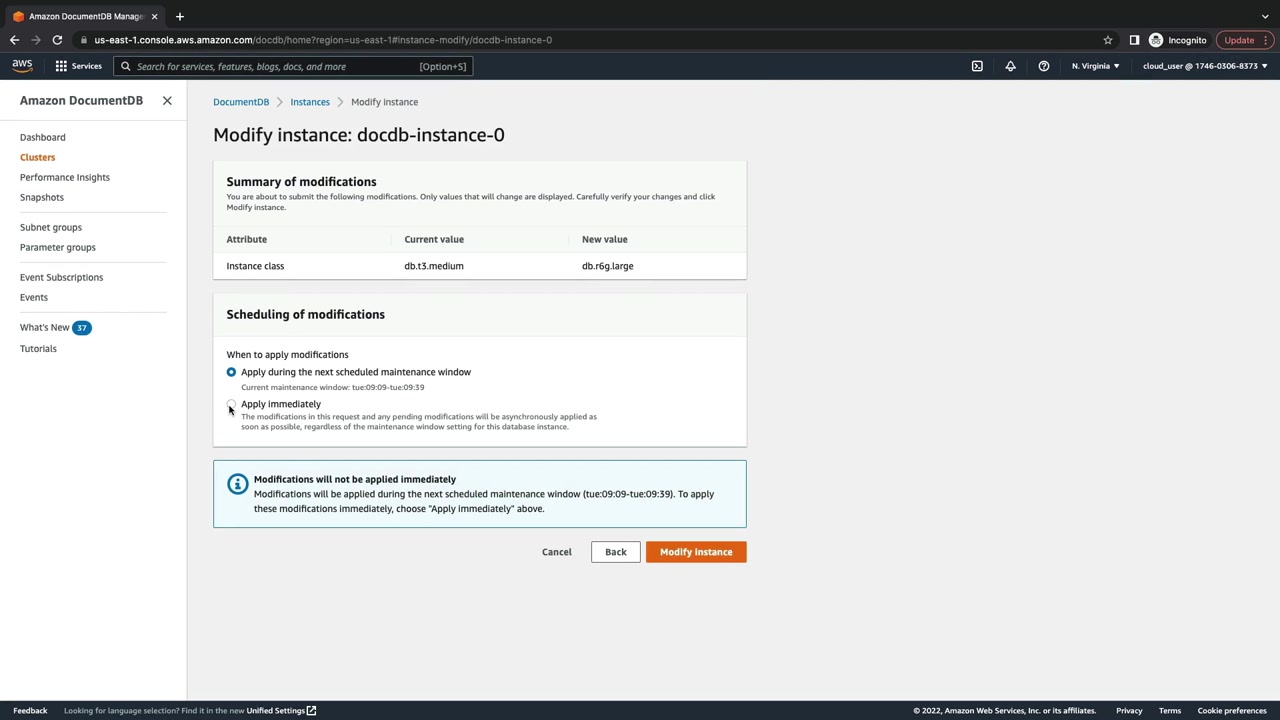 Amazon DocumentDB Manage
us-east-1.console.aws.amazon.com/docdb/home?region=us-east-1#instance-modify/docdb-instance-0
Incognito
Update
aws
Services
Search for services, features, blogs, docs, and more
[Option+S]
N. Virginia
cloud_user @ 1746-0306-8373
Amazon DocumentDB
Dashboard
Clusters
Performance Insights
Snapshots
Subnet groups
Parameter groups
Event Subscriptions
Events
What's New 37
Tutorials
DocumentDB > Instances > Modify instance
Modify instance: docdb-instance-0
Summary of modifications
You are about to submit the following modifications. Only values that will change are displayed. Carefully verify your changes and click
Modify instance.
Attribute Current value New value
Instance class db.t3.medium db.r6g.large
Scheduling of modifications
When to apply modifications
Apply during the next scheduled maintenance window
Current maintenance window: tue:09:09-tue:09:39
Apply immediately
The modifications in this request and any pending modifications will be asynchronously applied as
soon as possible, regardless of the maintenance window setting for this database instance.
Modifications will not be applied immediately
Modifications will be applied during the next scheduled maintenance window (tue:09:09-tue:09:39). To apply
these modifications immediately, choose "Apply immediately" above.
Cancel Back Modify instance
Feedback
Looking for language selection? Find it in the new Unified Settings
© 2022, Amazon Web Services, Inc. or its affiliates.
Privacy Terms Cookie preferences